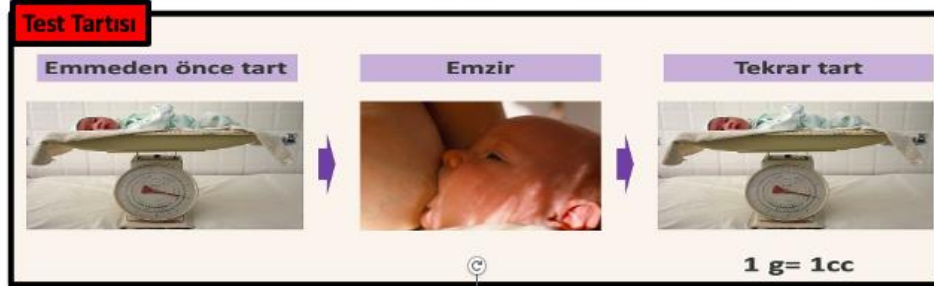 Test Tartısı
Emmeden önce tart
Emzir
Tekrar tart
1 g= 1cc